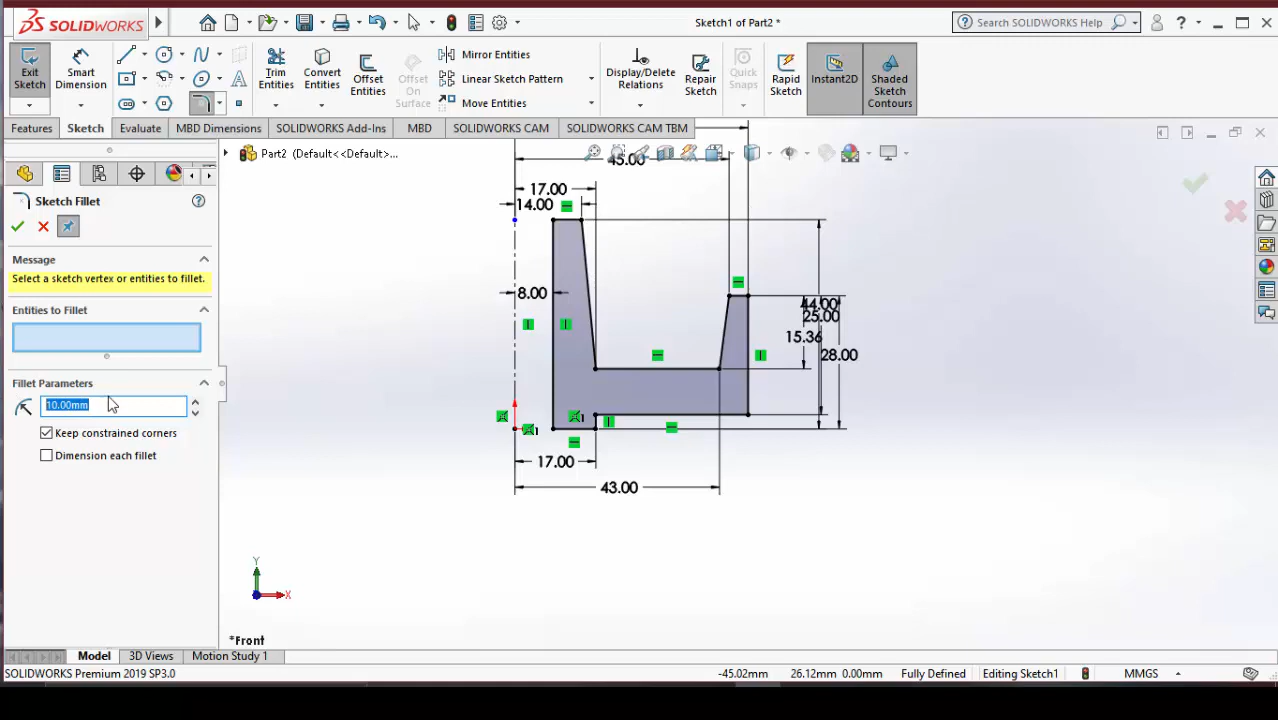 SOLIDWORKS
Sketch1 of Part2 *
Search SOLIDWORKS Help
?
Exit Sketch
Smart Dimension
Trim Entities
Convert Entities
Offset Entities
Offset On Surface
Mirror Entities
Linear Sketch Pattern
Move Entities
Display/Delete Relations
Repair Sketch
Quick Snaps
Rapid Sketch
Instant2D
Shaded Sketch Contours
Features
Sketch
Evaluate
MBD Dimensions
SOLIDWORKS Add-Ins
MBD
SOLIDWORKS CAM
SOLIDWORKS CAM TBM
Part2 (Default<<Default>...
Sketch Fillet
?
Message
Select a sketch vertex or entities to fillet.
Entities to Fillet
Fillet Parameters
10.00mm
Keep constrained corners
Dimension each fillet
45.00
17.00
14.00
8.00
44.00
25.00
15.36
28.00
17.00
43.00
1
1
Y
X
*Front
Model
3D Views
Motion Study 1
SOLIDWORKS Premium 2019 SP3.0
-45.02mm
26.12mm 0.00mm
Fully Defined
Editing Sketch1
MMGS